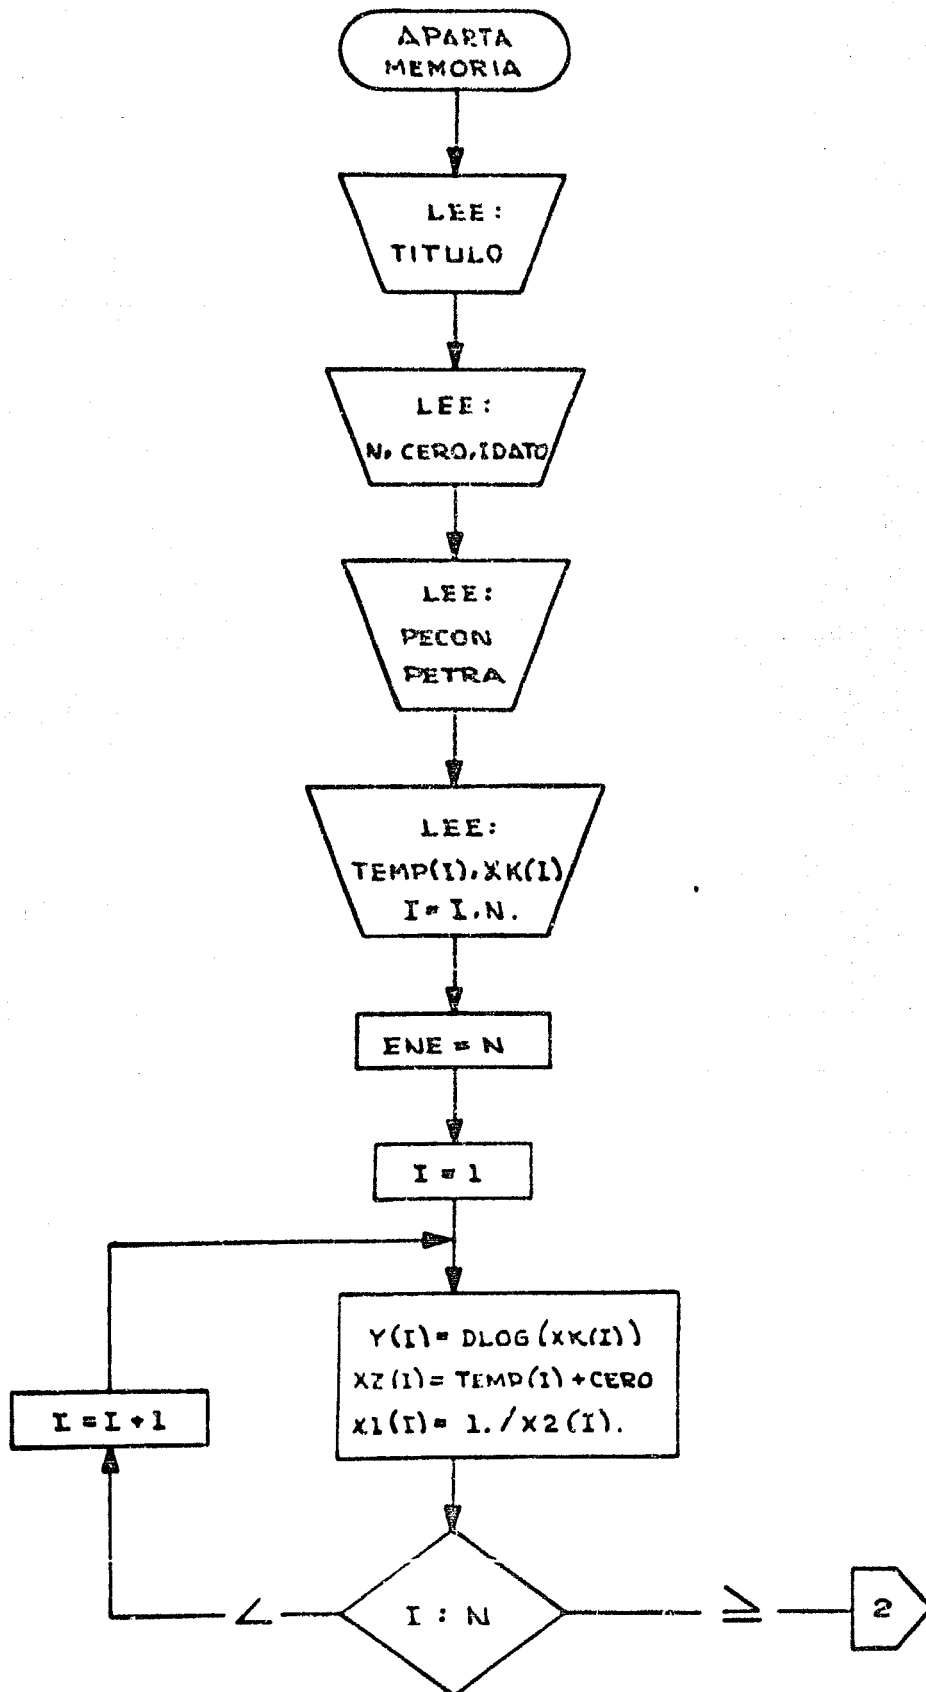 APARTA
MEMORIA
LEE:
TITULO
LEE:
N, CERO, IDATO
LEE:
PECON
PETRA
LEE:
TEMP(I), XK(I)
I = I, N.
ENE = N
I = 1
Y(I) = DLOG(XK(I))
X2(I) = TEMP(I) + CERO
X1(I) = 1./X2(I).
I = I + 1
I : N
<
≥
2